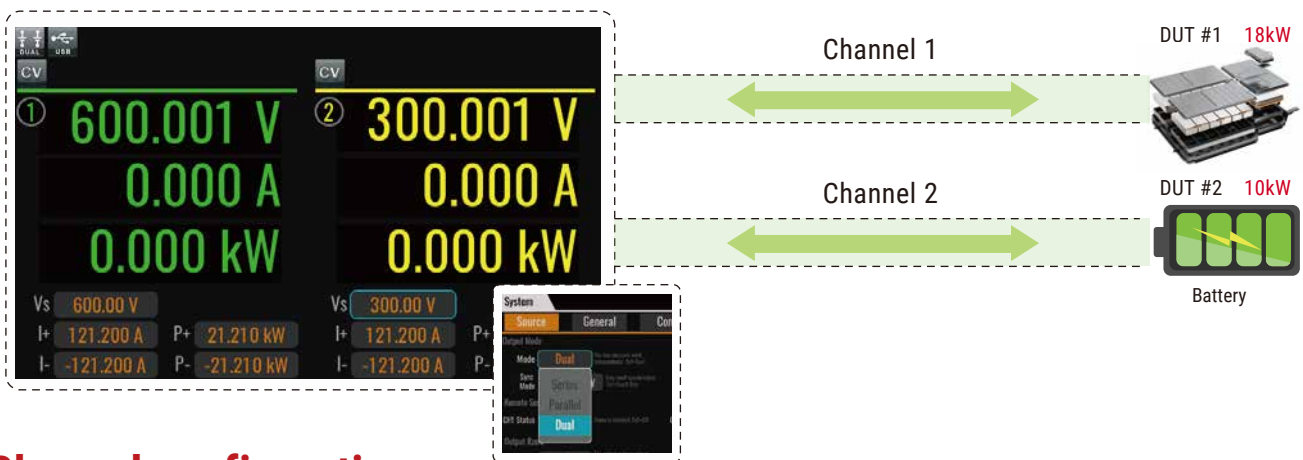 DUAL USB
CV CV
1 600.001 V 2 300.001 V
0.000 A 0.000 A
0.000 kW 0.000 kW
Vs 600.00 V Vs 300.00 V
I+ 121.200 A P+ 21.210 kW I+ 121.200 A P+
I- -121.200 A P- -21.210 kW I- -121.200 A P-
System
Source General Con
Output Mode
Mode Dual
Sync
Mode
Series
Parallel
CH1 Status Dual
Channel 1
DUT #1 18kW
Channel 2
DUT #2 10kW
Battery